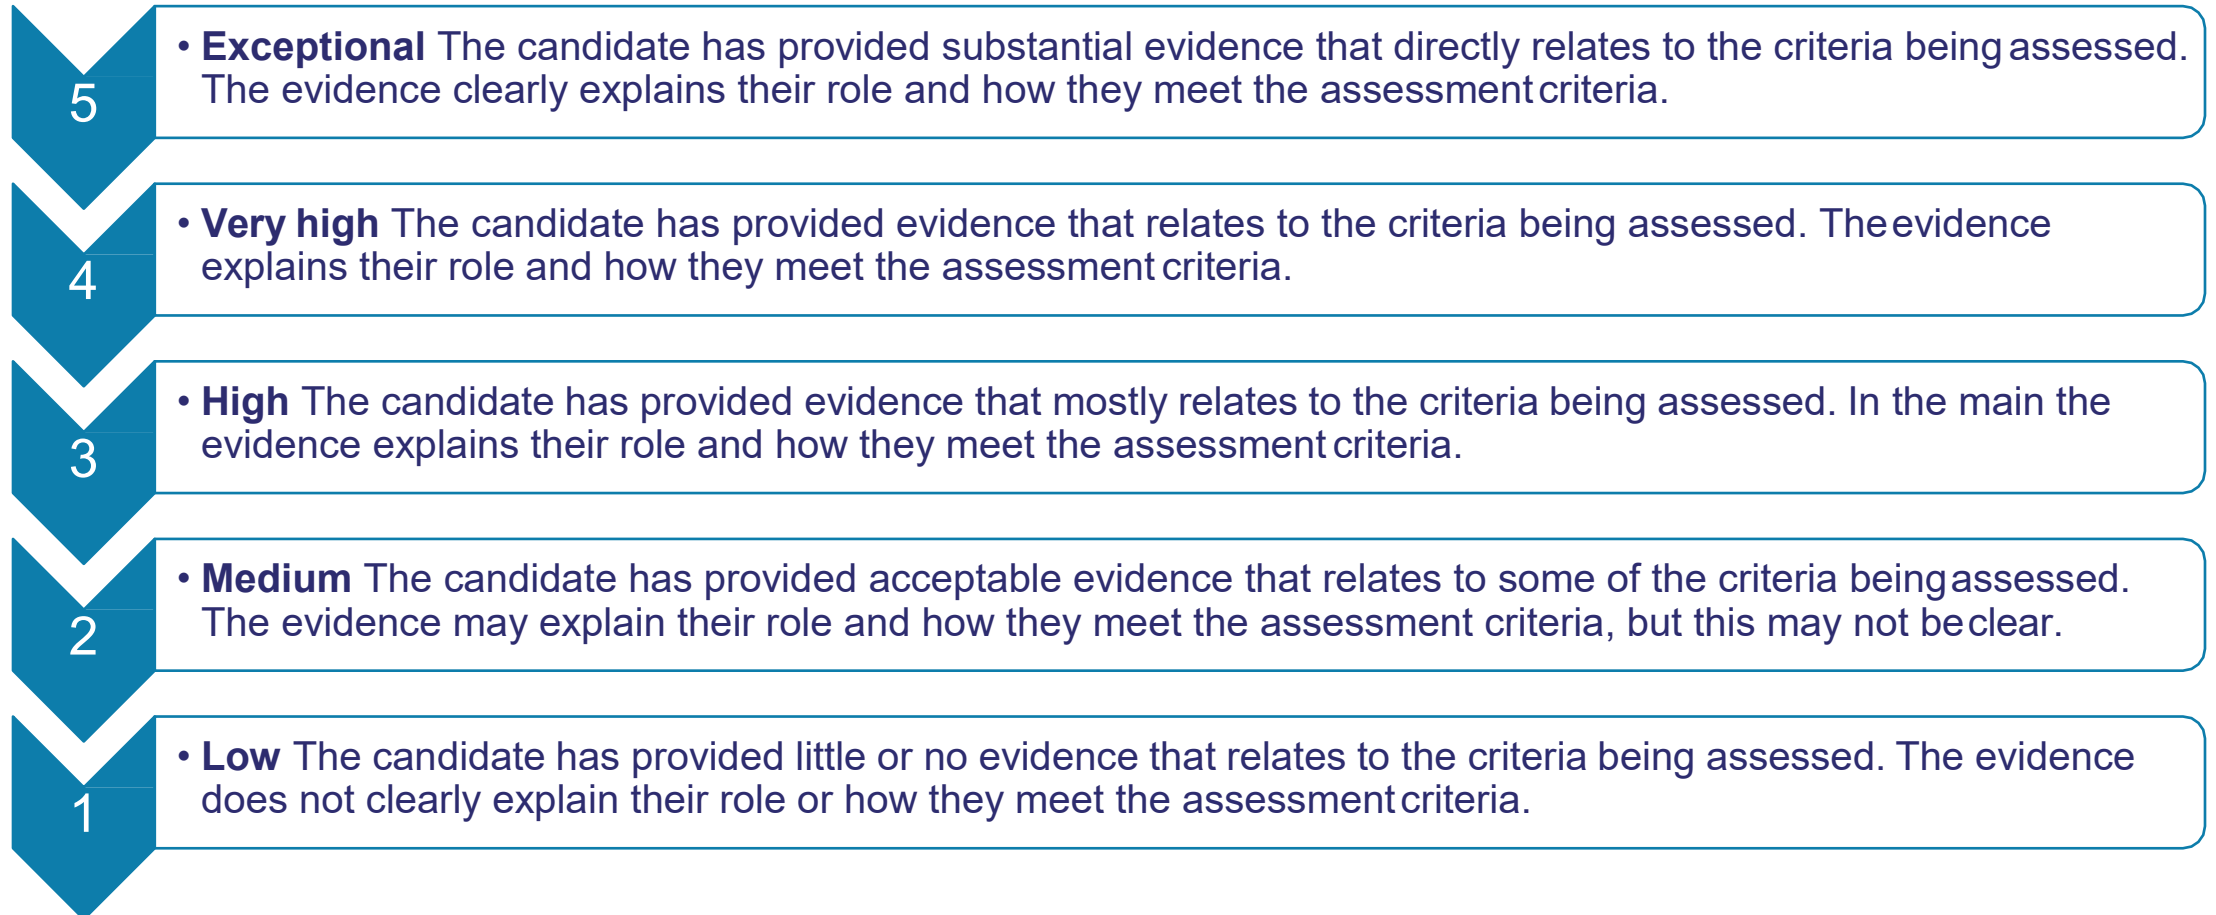 5
• Exceptional The candidate has provided substantial evidence that directly relates to the criteria being assessed.
The evidence clearly explains their role and how they meet the assessment criteria.
4
• Very high The candidate has provided evidence that relates to the criteria being assessed. The evidence
explains their role and how they meet the assessment criteria.
3
• High The candidate has provided evidence that mostly relates to the criteria being assessed. In the main the
evidence explains their role and how they meet the assessment criteria.
2
• Medium The candidate has provided acceptable evidence that relates to some of the criteria being assessed.
The evidence may explain their role and how they meet the assessment criteria, but this may not be clear.
1
• Low The candidate has provided little or no evidence that relates to the criteria being assessed. The evidence
does not clearly explain their role or how they meet the assessment criteria.